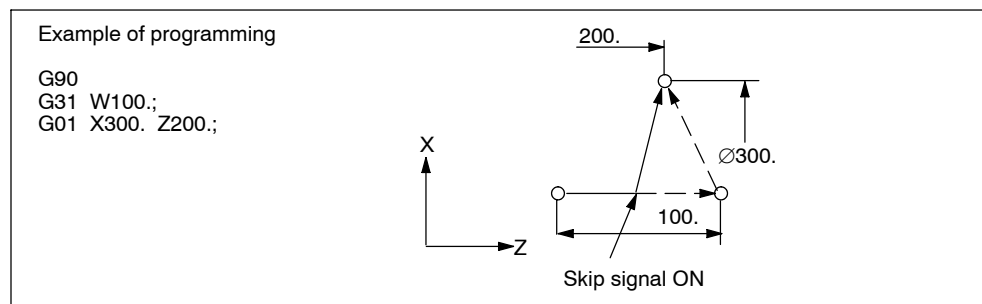 Example of programming
G90
G31 W100.;
G01 X300. Z200.;
200.
X
∅300.
100.
Z
Skip signal ON